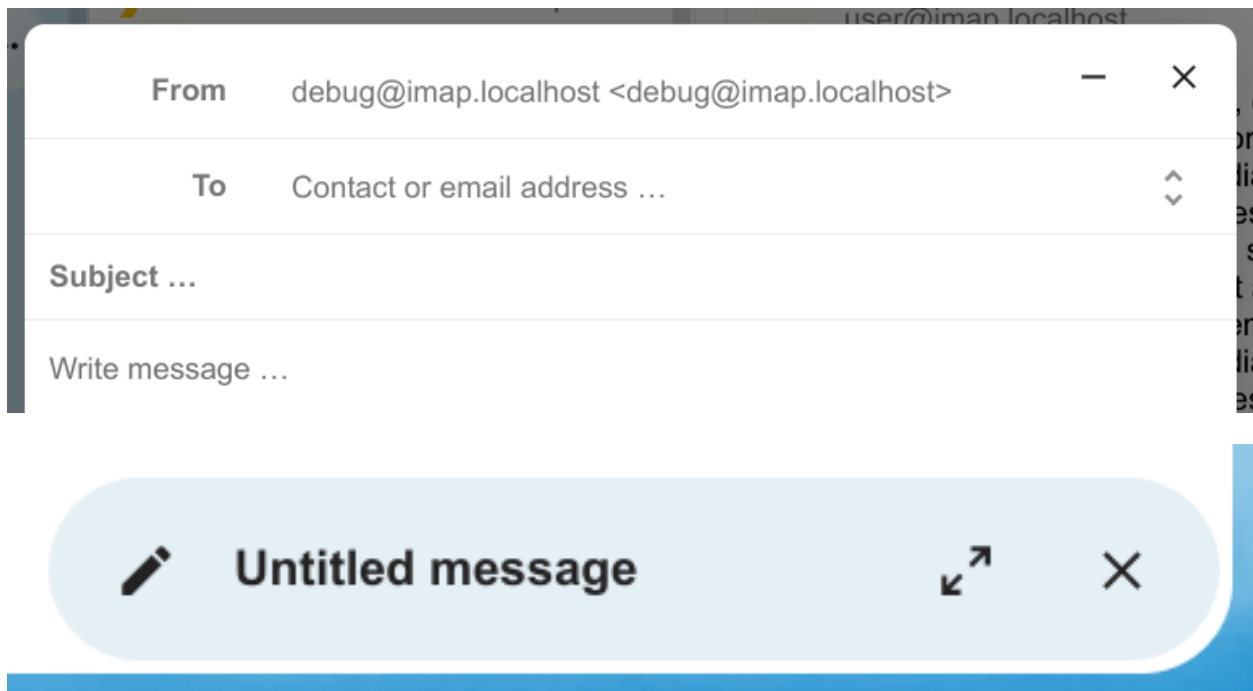 user@imap.localhost
From debug@imap.localhost <debug@imap.localhost>
To Contact or email address …
Subject …
Write message …
Untitled message